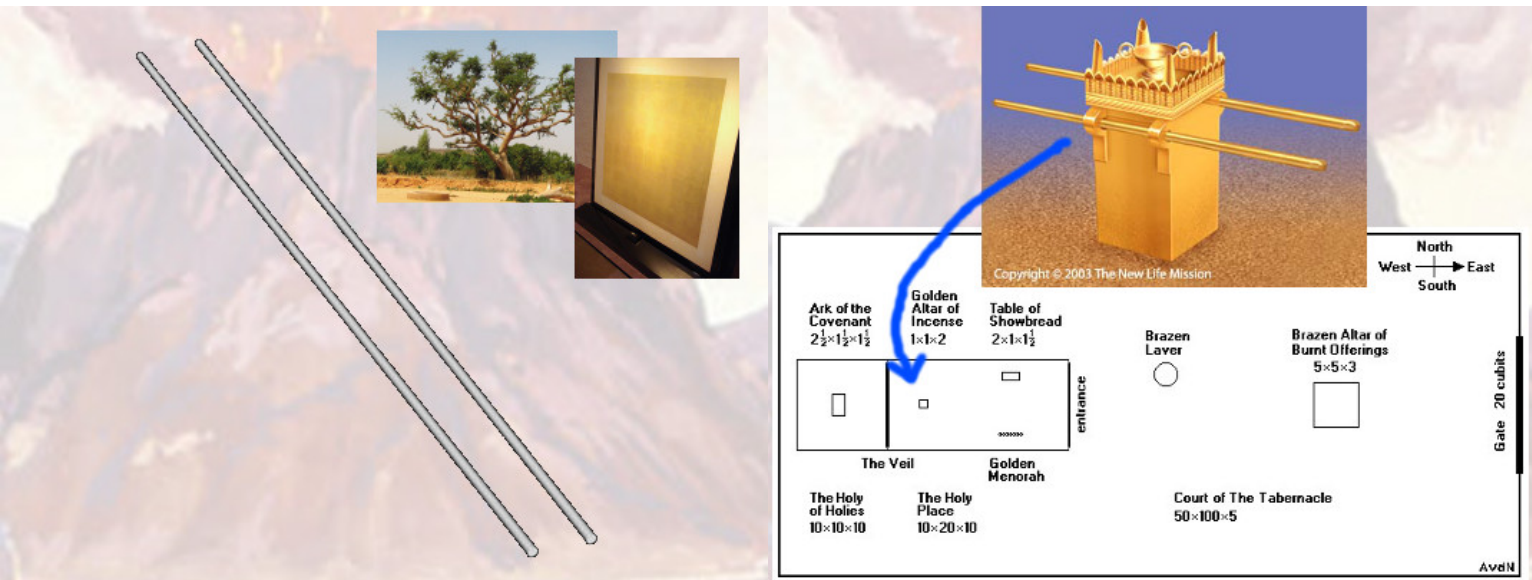 Copyright © 2003 The New Life Mission
North
West East
South
Ark of the
Covenant
2½×1½×1½
Golden
Altar of
Incense
1×1×2
Table of
Showbread
2×1×1½
Brazen
Laver
Brazen Altar of
Burnt Offerings
5×5×3
entrance
Gate 20 cubits
The Veil
Golden
Menorah
The Holy
of Holies
10×10×10
The Holy
Place
10×20×10
Court of The Tabernacle
50×100×5
AvdN